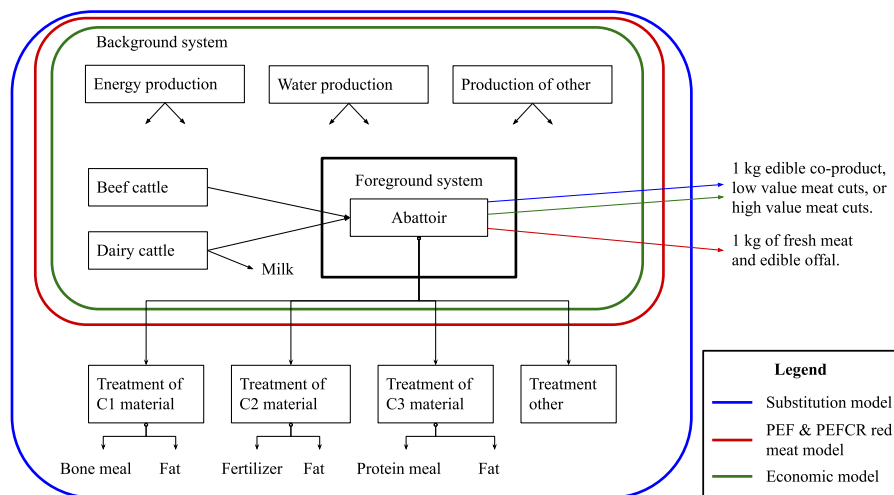 Background system
Energy production
Water production
Production of other
Foreground system
Beef cattle
Abattoir
Dairy cattle
Milk
1 kg edible co-product,
low value meat cuts, or
high value meat cuts.
1 kg of fresh meat
and edible offal.
Treatment of
C1 material
Treatment of
C2 material
Treatment of
C3 material
Treatment
other
Bone meal
Fat
Fertilizer
Fat
Protein meal
Fat
Legend
Substitution model
PEF & PEFCR red
meat model
Economic model